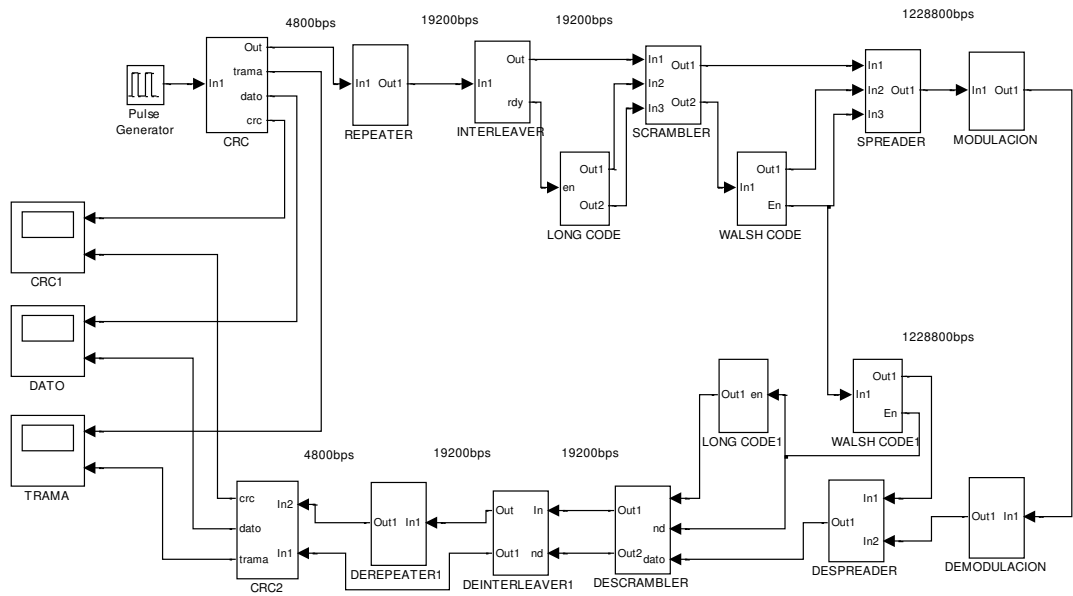 4800bps
19200bps
19200bps
1228800bps
Pulse
Generator
In1
Out
trama
dato
crc
CRC
In1
Out1
REPEATER
In1
Out
rdy
INTERLEAVER
en
Out1
Out2
LONG CODE
In1
In2
In3
Out1
Out2
SCRAMBLER
In1
Out1
En
WALSH CODE
In1
In2
In3
Out1
SPREADER
In1
Out1
MODULACION
CRC1
DATO
TRAMA
1228800bps
Out1
en
LONG CODE1
In1
Out1
En
WALSH CODE1
4800bps
19200bps
19200bps
crc
dato
trama
In2
In1
CRC2
Out1
In1
DEREPEATER1
Out
Out1
In
nd
DEINTERLEAVER1
Out1
Out2
nd
dato
DESCRAMBLER
Out1
In1
In2
DESPREADER
Out1
In1
DEMODULACION